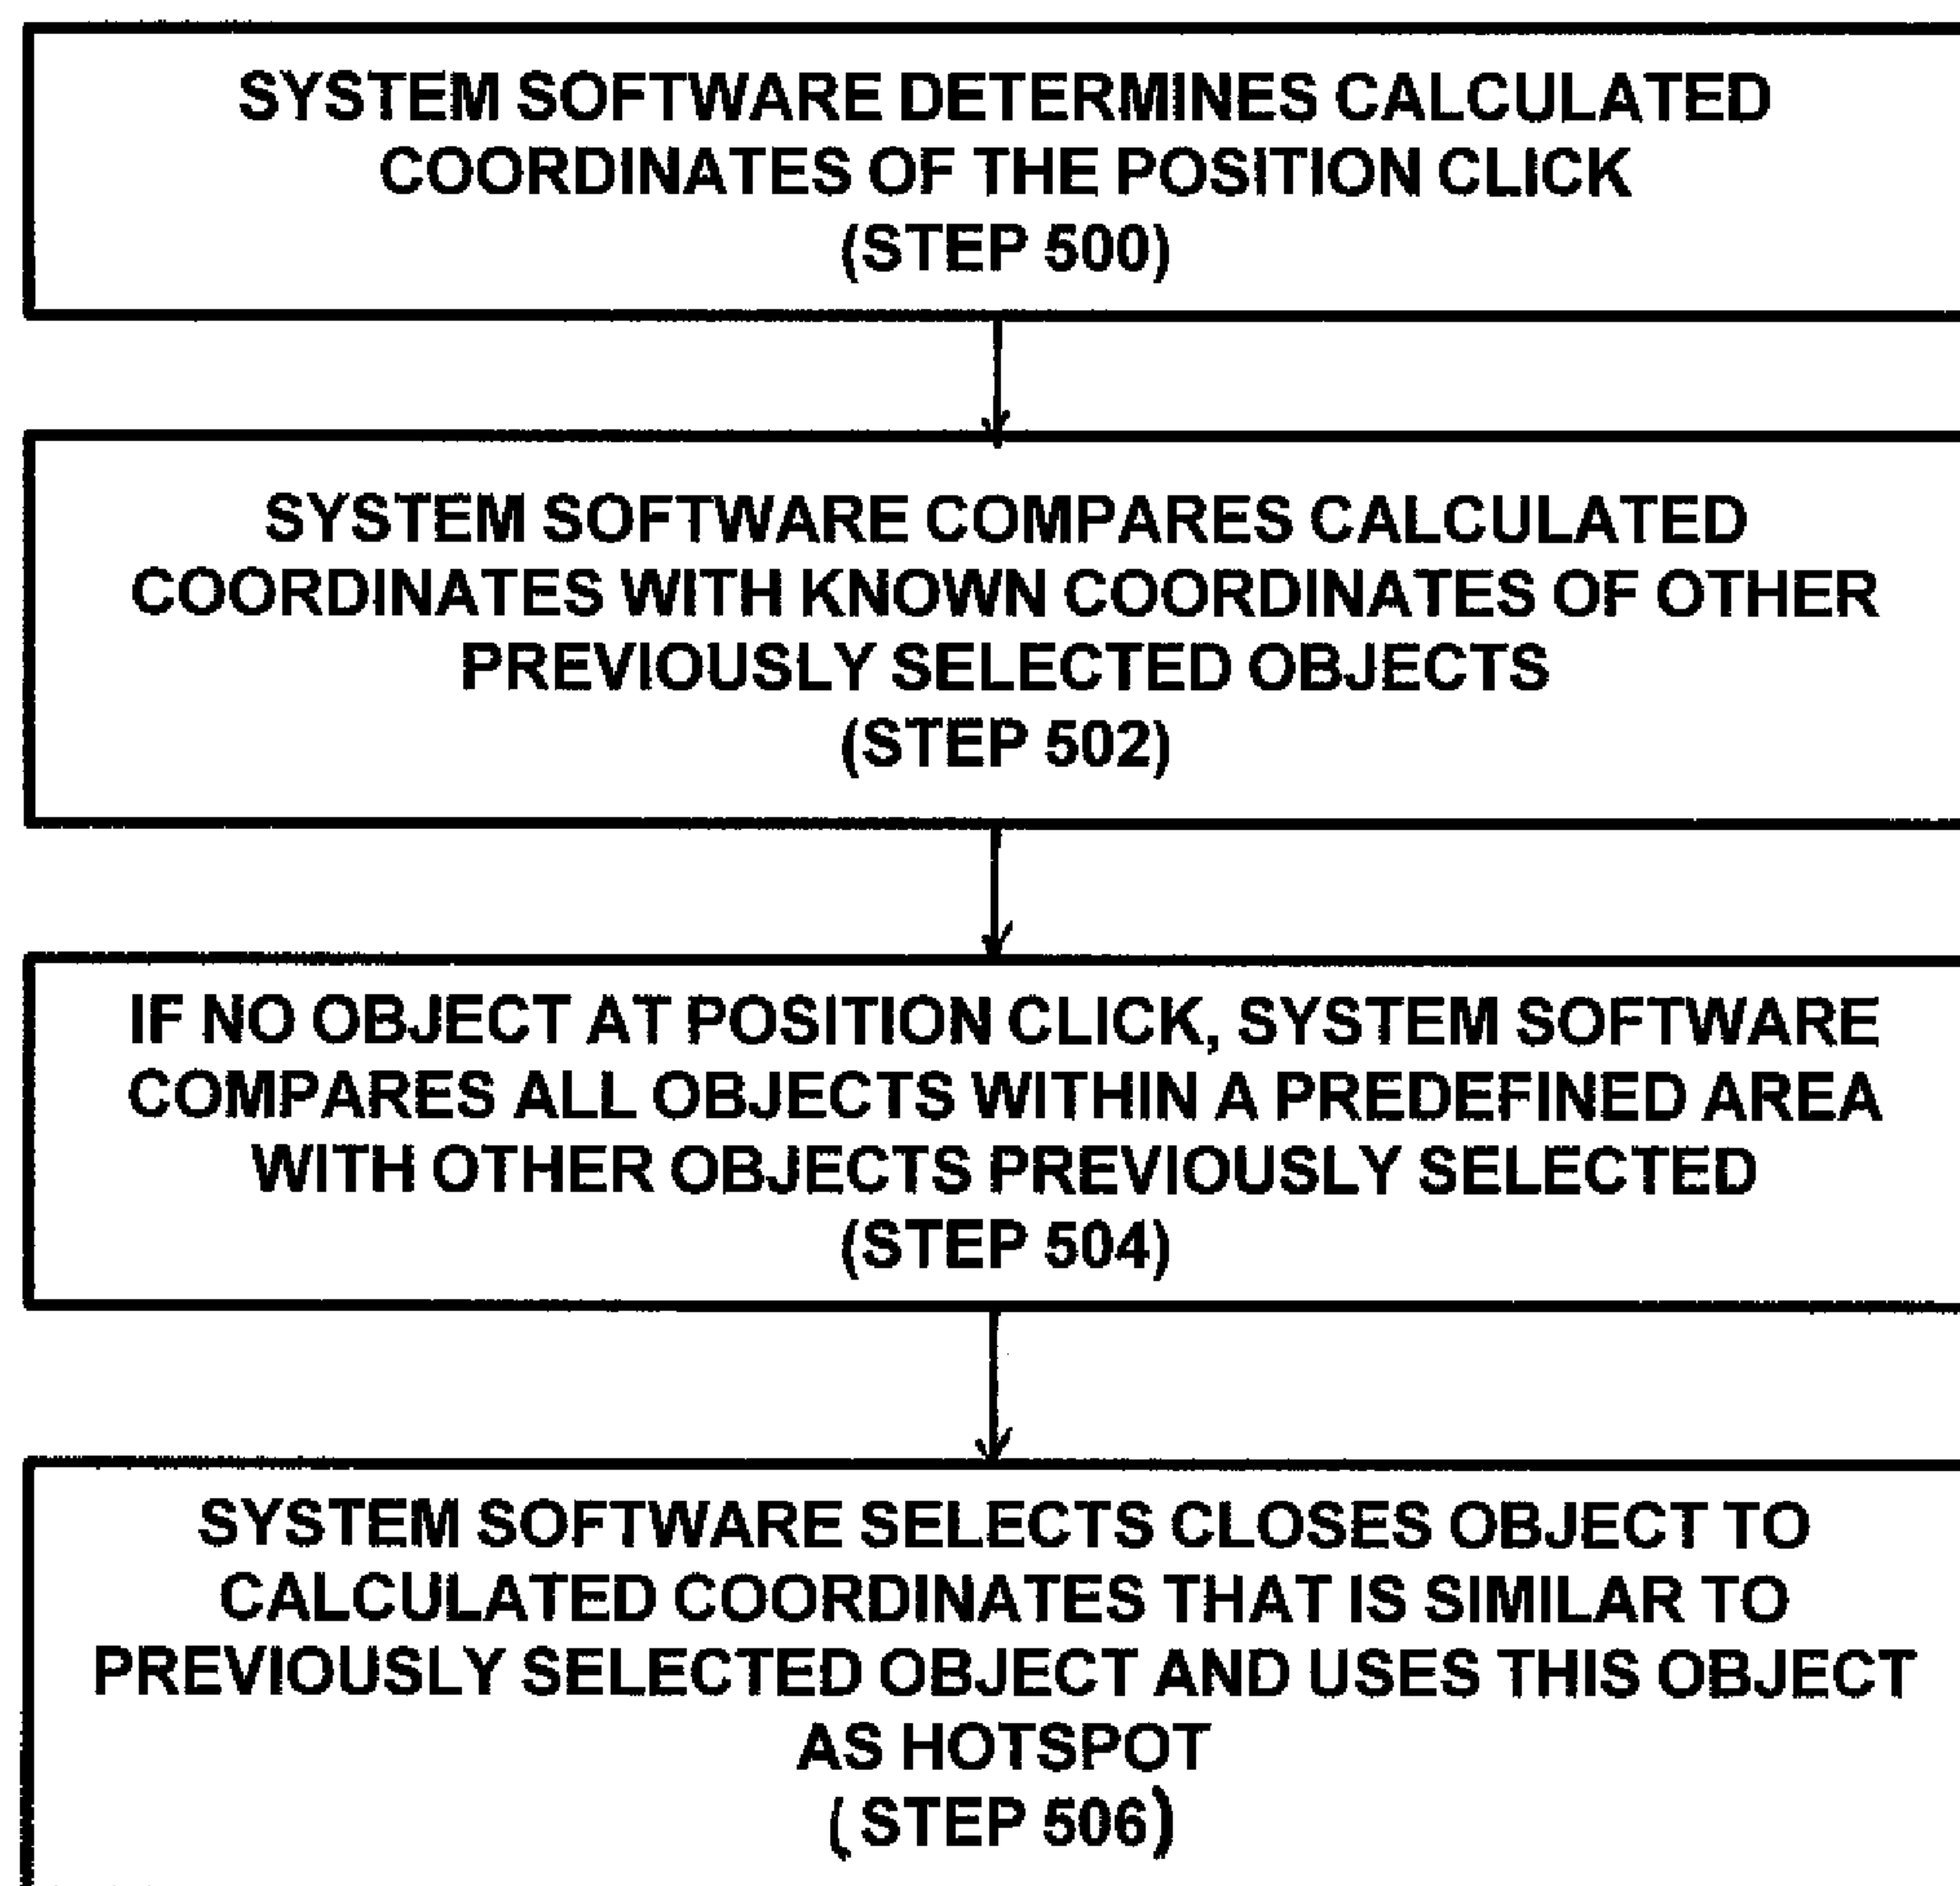 SYSTEM SOFTWARE DETERMINES CALCULATED
COORDINATES OF THE POSITION CLICK
(STEP 500)
SYSTEM SOFTWARE COMPARES CALCULATED
COORDINATES WITH KNOWN COORDINATES OF OTHER
PREVIOUSLY SELECTED OBJECTS
(STEP 502)
IF NO OBJECT AT POSITION CLICK, SYSTEM SOFTWARE
COMPARES ALL OBJECTS WITHIN A PREDEFINED AREA
WITH OTHER OBJECTS PREVIOUSLY SELECTED
(STEP 504)
SYSTEM SOFTWARE SELECTS CLOSES OBJECT TO
CALCULATED COORDINATES THAT IS SIMILAR TO
PREVIOUSLY SELECTED OBJECT AND USES THIS OBJECT
AS HOTSPOT
( STEP 506)